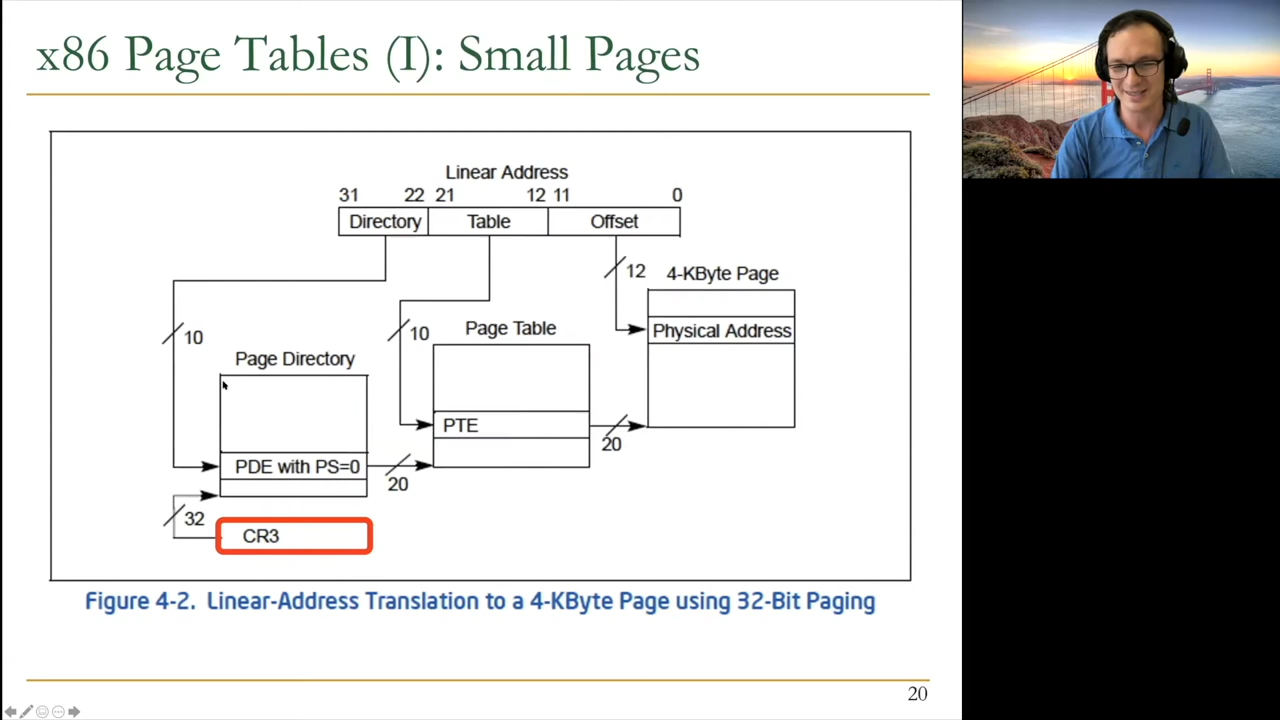 x86 Page Tables (I): Small Pages
Linear Address
31 22 21 12 11 0
Directory Table Offset
12
4-KByte Page
Physical Address
10
10
Page Table
Page Directory
PTE
20
PDE with PS=0
20
32
CR3
Figure 4-2. Linear-Address Translation to a 4-KByte Page using 32-Bit Paging
20